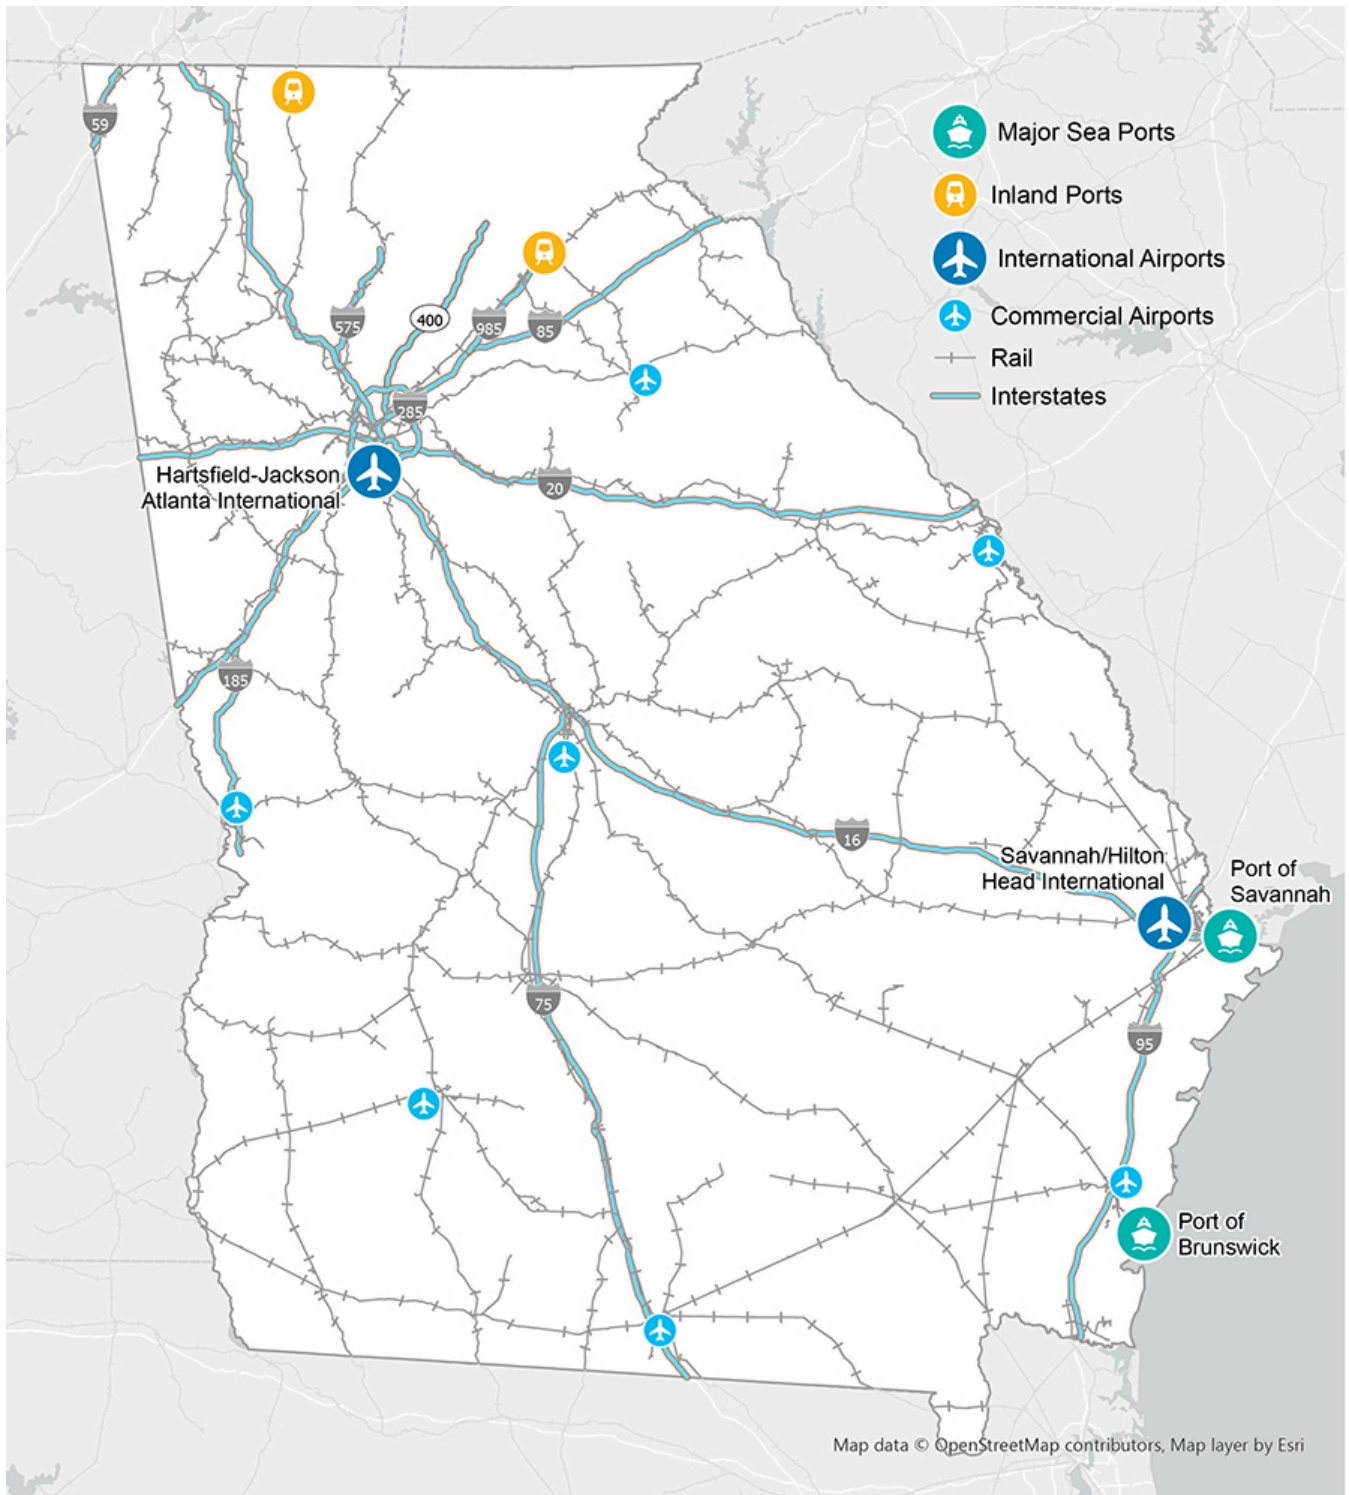 59
Major Sea Ports
Inland Ports
International Airports
Commercial Airports
Rail
Interstates
575
400
985
85
285
Hartsfield-Jackson
Atlanta International
20
185
16
Savannah/Hilton
Head International
Port of
Savannah
75
95
Port of
Brunswick
Map data © OpenStreetMap contributors, Map layer by Esri